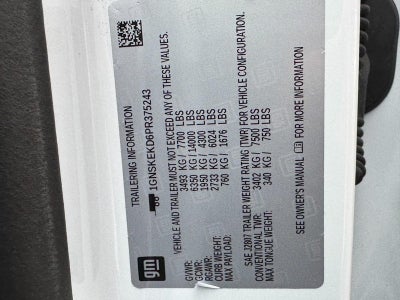 TRAILERING INFORMATION
1GNSKEKD6PR375243
VEHICLE AND TRAILER MUST NOT EXCEED ANY OF THESE VALUES.
GVWR: 3493 KG/ 7700 LBS
GCWR: 6350 KG/ 14000 LBS
RGAWR: 1950 KG/ 4300 LBS
CURB WEIGHT: 2733 KG/ 6024 LBS
MAX PAYLOAD: 760 KG/ 1676 LBS
SAE J2807 TRAILER WEIGHT RATING (TWR) FOR VEHICLE CONFIGURATION.
CONVENTIONAL TWR: 3402 KG/ 7500 LBS
MAX TONGUE WEIGHT: 340 KG/ 750 LBS
SEE OWNER'S MANUAL FOR MORE INFORMATION
gm